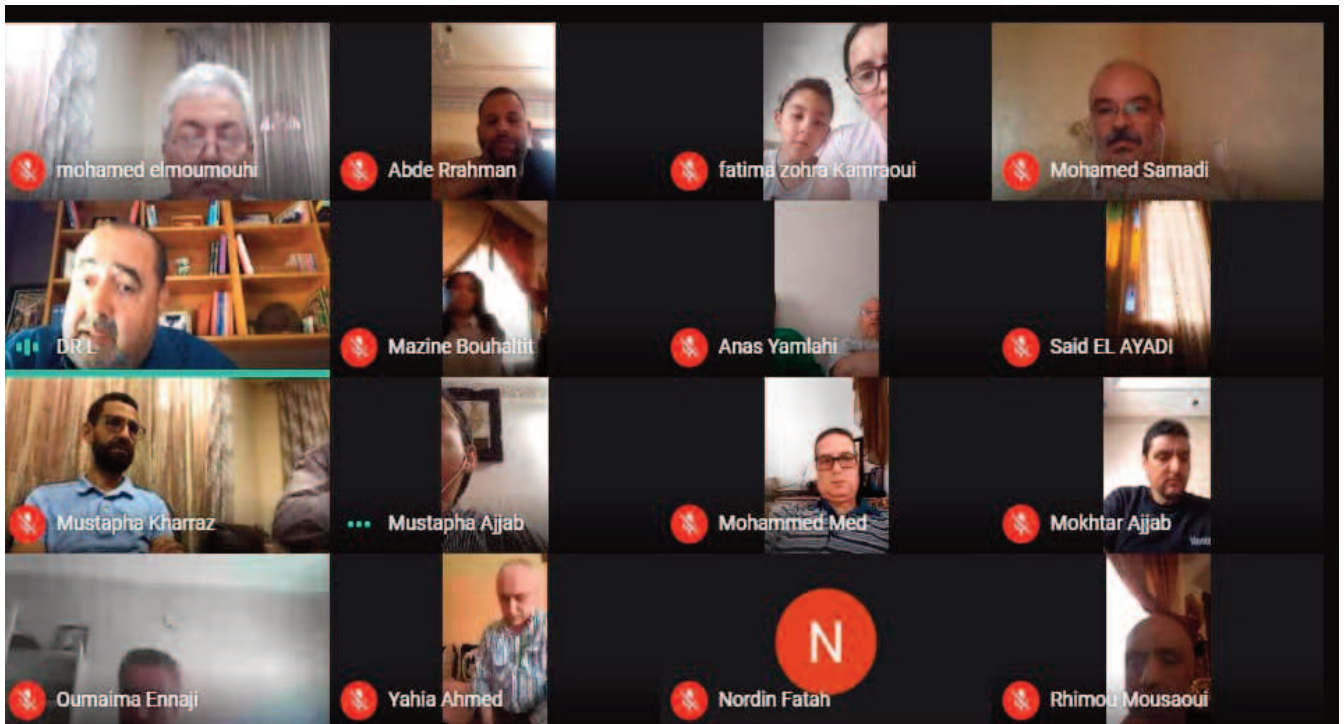 mohamed elmoumouhi
Abde Rrahman
fatima zohra Kamraoui
Mohamed Samadi
DR L
Mazine Bouhaltit
Anas Yamlahi
Said EL AYADI
Mustapha Kharraz
Mustapha Ajjab
Mohammed Med
Mokhtar Ajjab
Oumaima Ennaji
Yahia Ahmed
N
Nordin Fatah
Rhimou Mousaoui